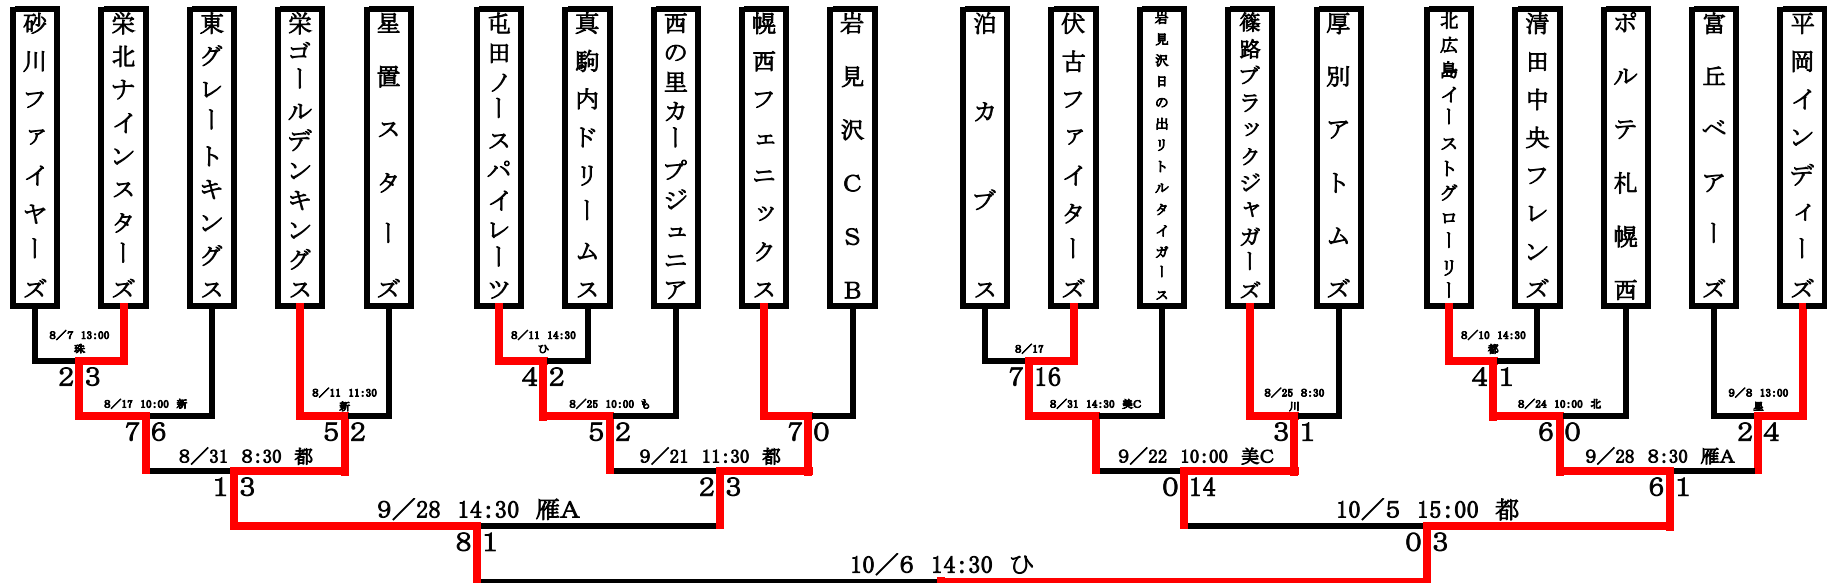 砂川ファイヤーズ
栄北ナインスターズ
東グレートキングス
栄ゴールデンキングス
星置スターズ
屯田ノースパイレーツ
真駒内ドリームス
西の里カープジュニア
幌西フェニックス
岩見沢CSB
泊カブス
伏古ファイターズ
岩見沢日の出リトルタイガース
篠路ブラックジャガーズ
厚別アトムズ
北広島イーストグローリー
清田中央フレンズ
ポルテ札幌西
富丘ベアーズ
平岡インディーズ
8/7 13:00
珠
2 3
8/11 14:30
ひ
4 2
8/17
7 16
8/10 14:30
都
4 1
8/17 10:00 新
7 6
8/11 11:30
新
5 2
8/25 10:00 も
5 2
7 0
8/31 14:30 美C
8/25 8:30
川
3 1
8/24 10:00 北
6 0
9/8 13:00
星
2 4
8/31 8:30 都
1 3
9/21 11:30 都
2 3
9/22 10:00 美C
0 14
9/28 8:30 雁A
6 1
9/28 14:30 雁A
8 1
10/5 15:00 都
0 3
10/6 14:30 ひ